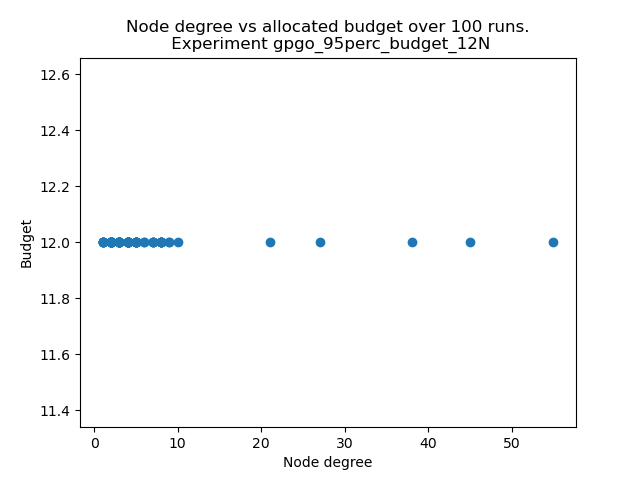 Node degree vs allocated budget over 100 runs.
Experiment gpgo_95perc_budget_12N
12.6
12.4
12.2
12.0
11.8
11.6
11.4
Budget
0 10 20 30 40 50
Node degree